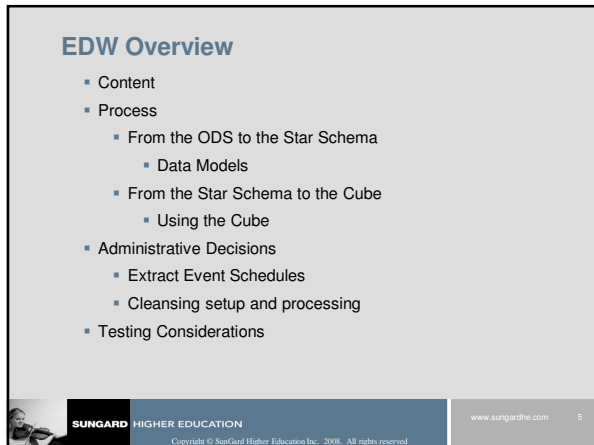 EDW Overview
Content
Process
From the ODS to the Star Schema
Data Models
From the Star Schema to the Cube
Using the Cube
Administrative Decisions
Extract Event Schedules
Cleansing setup and processing
Testing Considerations
SUNGARD HIGHER EDUCATION
www.sungardhe.com 5
Copyright © SunGard Higher Education Inc. 2008. All rights reserved